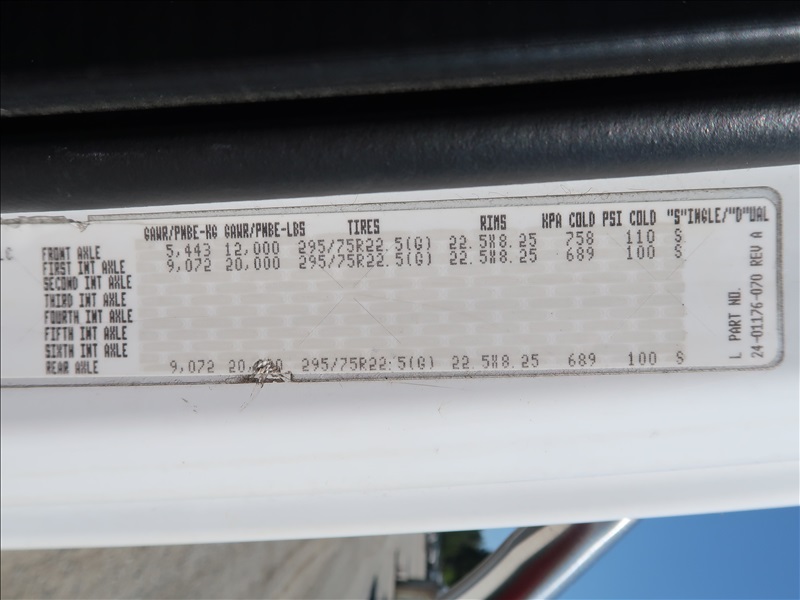 GAWR/PNBE-KG GAWR/PNBE-LBS TIRES RIMS KPA COLD PSI COLD "S"INGLE/"D"UAL
FRONT AXLE 5,443 12,000 295/75R22.5(G) 22.5X8.25 758 110 S
FIRST INT AXLE 9,072 20,000 295/75R22.5(G) 22.5X8.25 689 100 S
SECOND INT AXLE
THIRD INT AXLE
FOURTH INT AXLE
FIFTH INT AXLE
SIXTH INT AXLE
REAR AXLE 9,072 20,000 295/75R22.5(G) 22.5X8.25 689 100 S
L PART NO.
24-01176-070 REV A